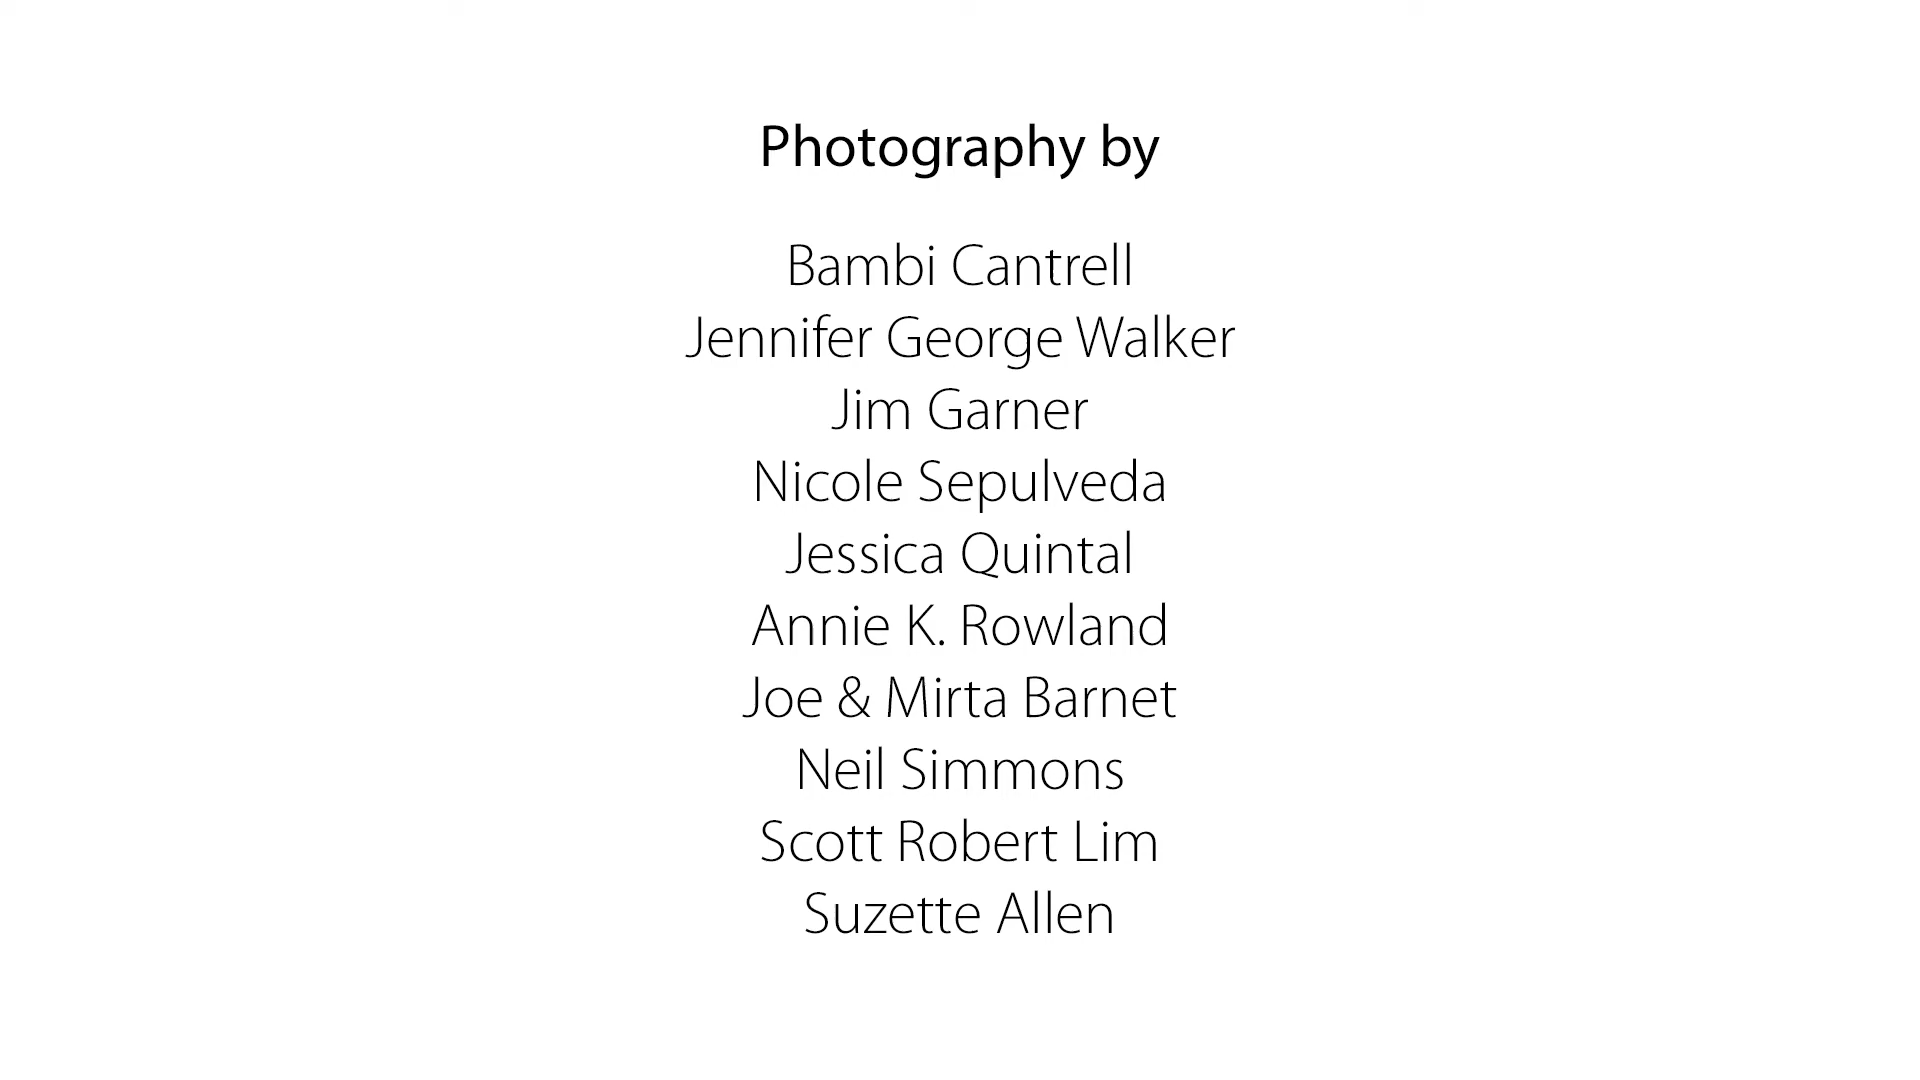 Photography by
Bambi Cantrell
Jennifer George Walker
Jim Garner
Nicole Sepulveda
Jessica Quintal
Annie K. Rowland
Joe & Mirta Barnet
Neil Simmons
Scott Robert Lim
Suzette Allen